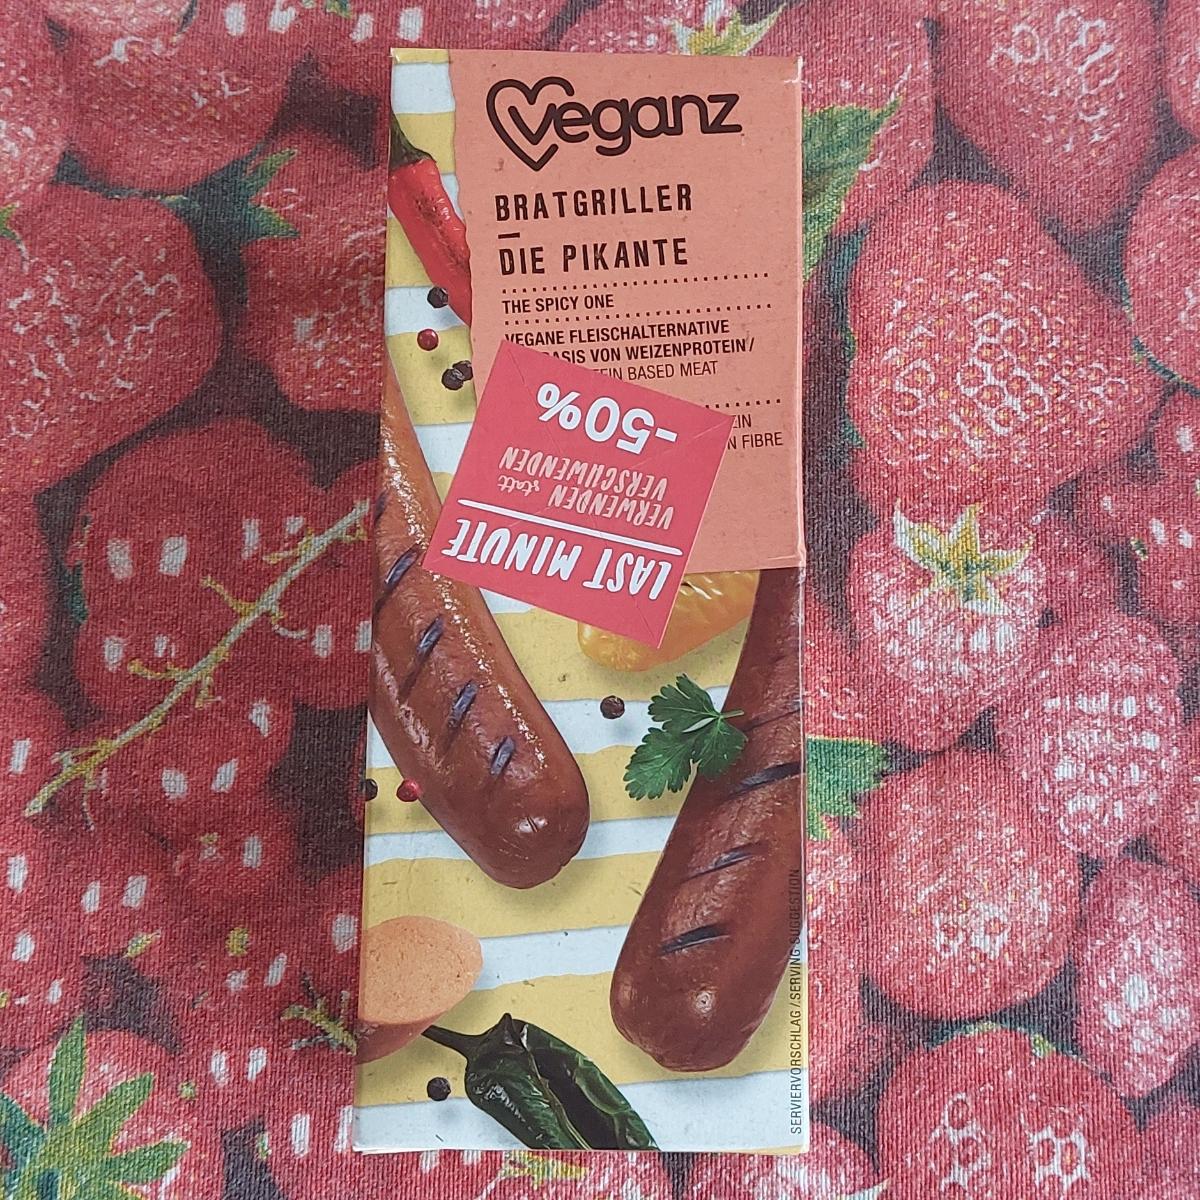 veganz
BRATGRILLER
–
DIE PIKANTE
THE SPICY ONE
VEGANE FLEISCHALTERNATIVE
VON WEIZENPROTEIN/
BASED MEAT
FIBRE
LAST MINUTE
VERWENDEN statt
VERSCHWENDEN
-50%
SERVIERVORSCHLAG / SERVING SUGGESTION